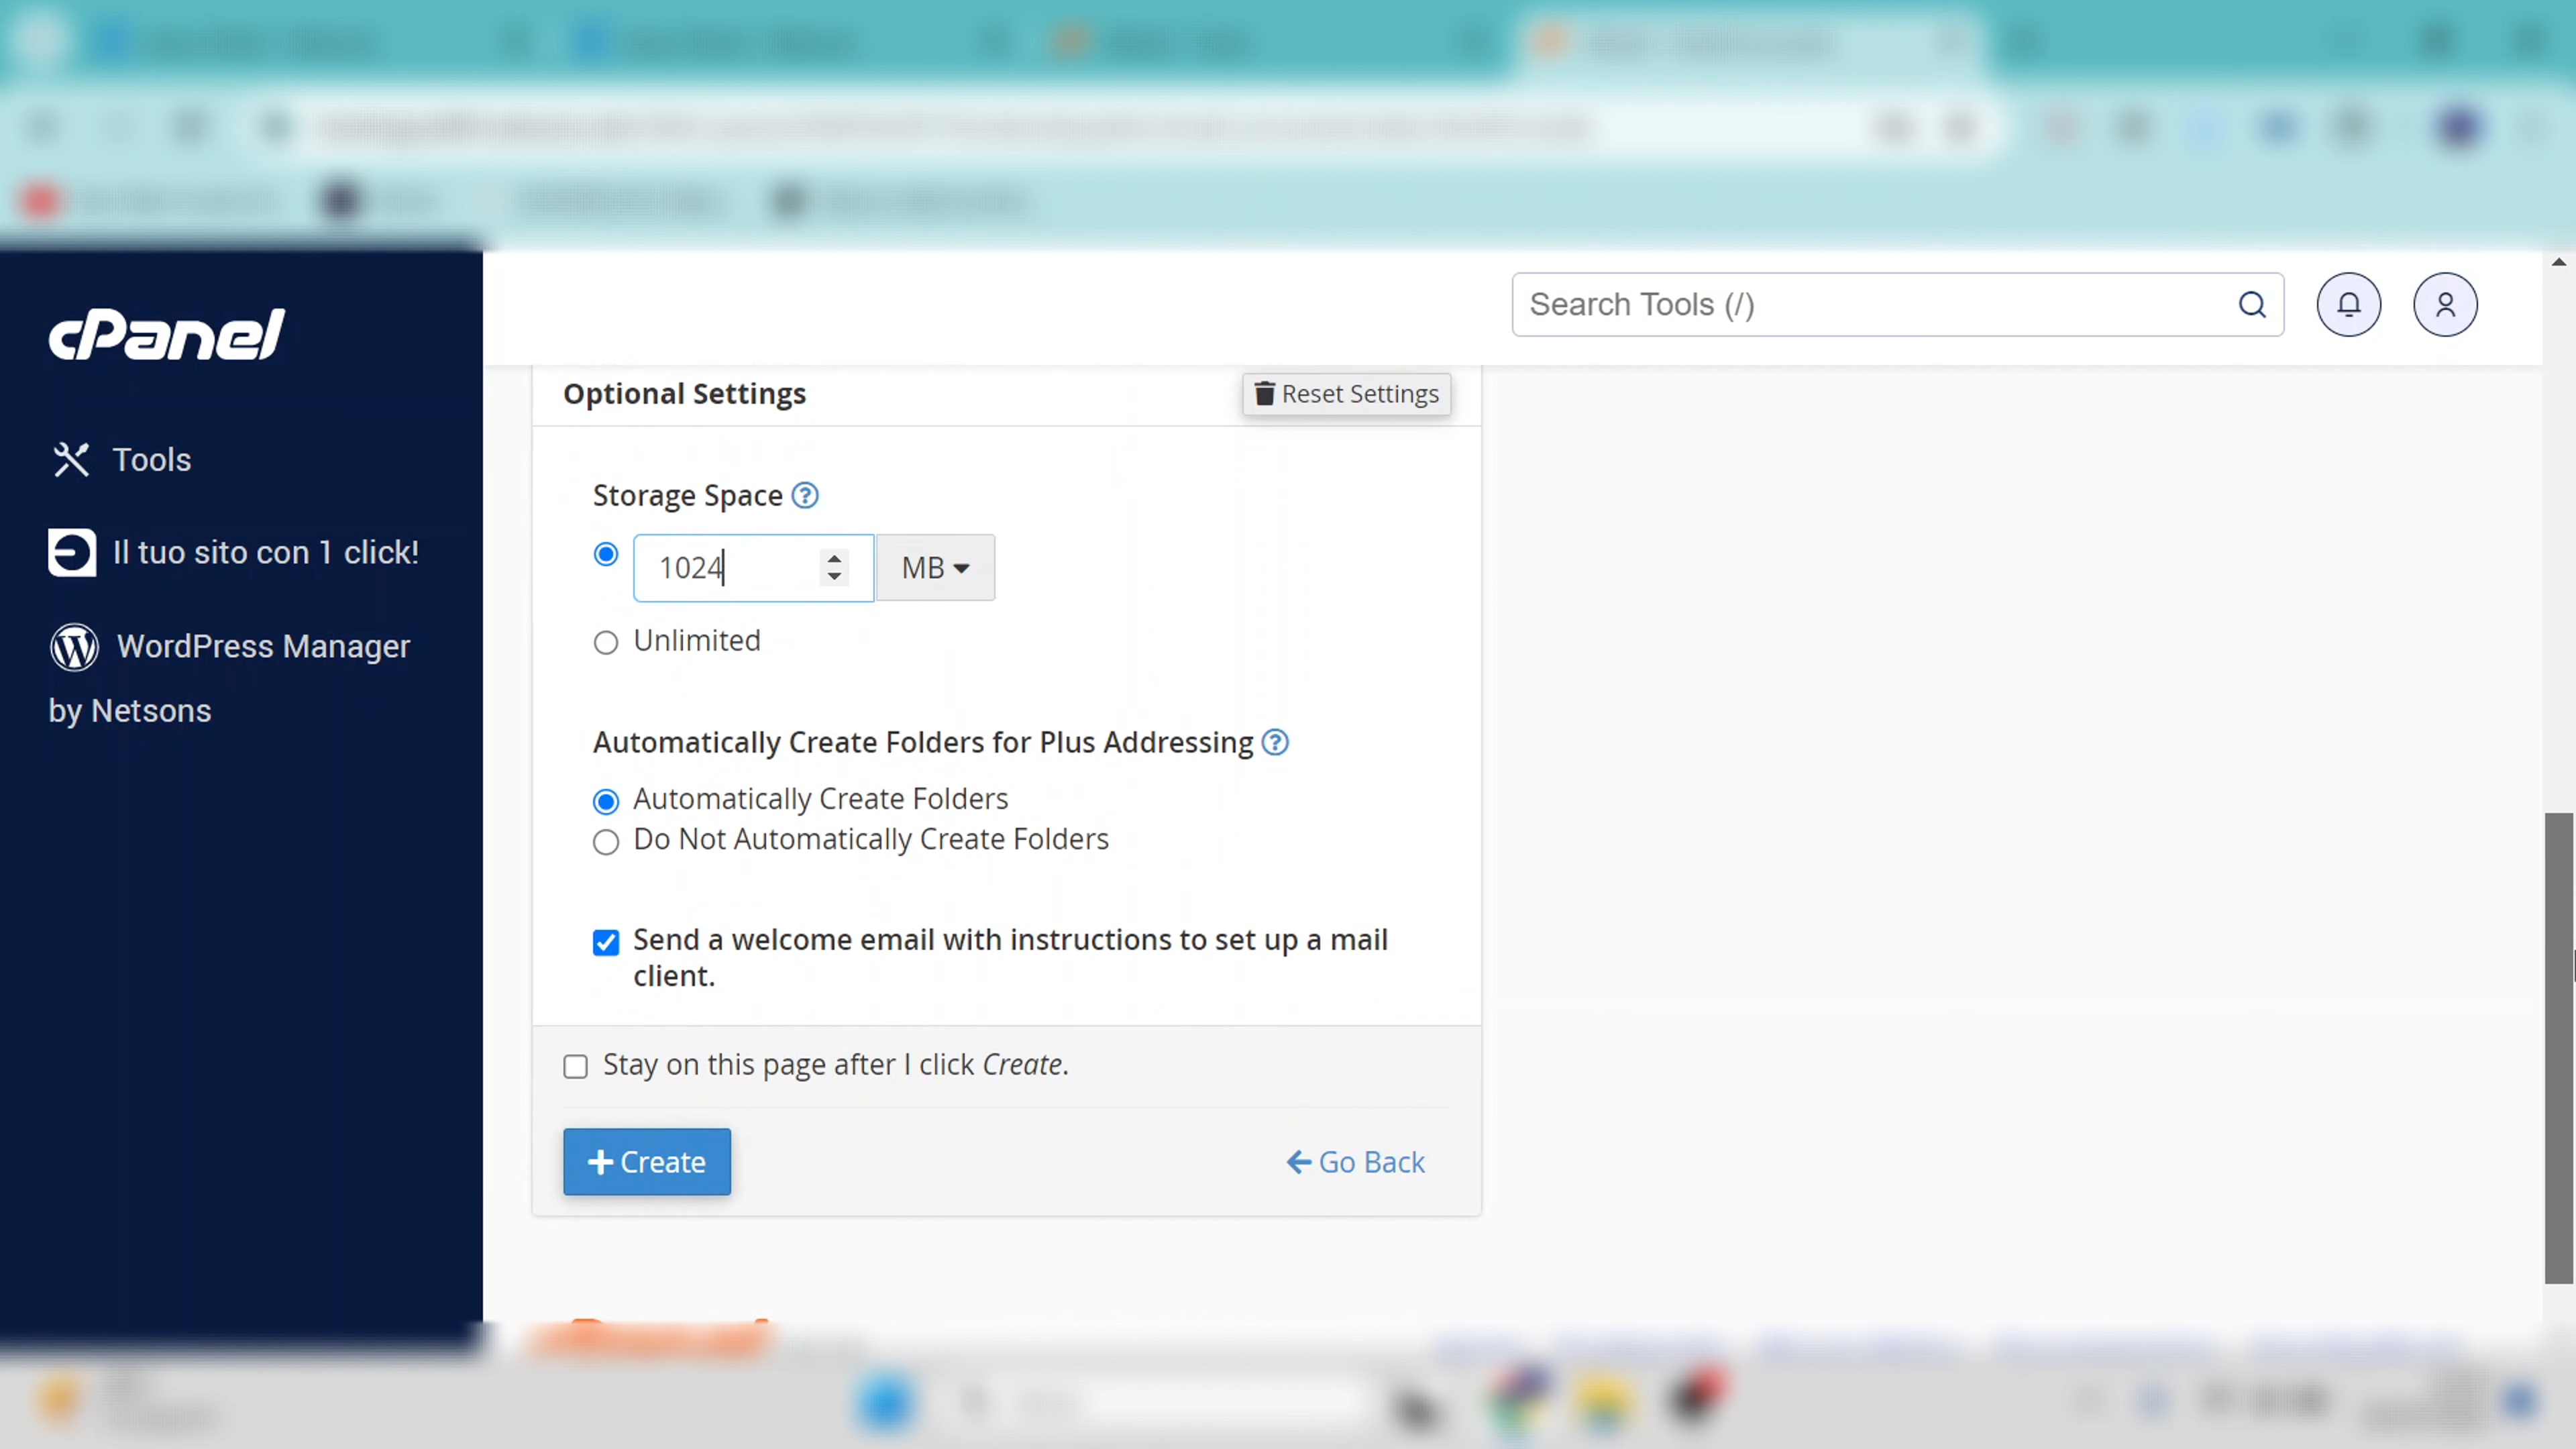 cPanel
Search Tools (/)
Tools
Il tuo sito con 1 click!
WordPress Manager
by Netsons
Optional Settings
Reset Settings
Storage Space
1024
MB
Unlimited
Automatically Create Folders for Plus Addressing
Automatically Create Folders
Do Not Automatically Create Folders
Send a welcome email with instructions to set up a mail
client.
Stay on this page after I click Create.
Create
Go Back